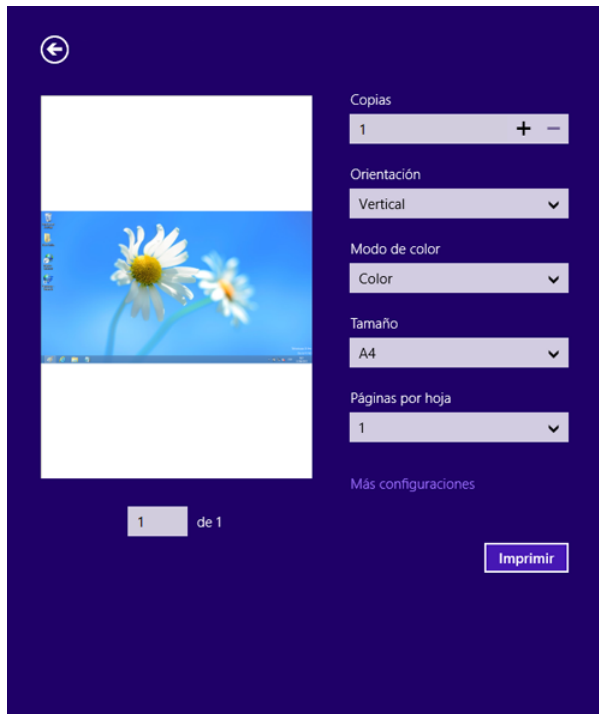 Copias
1
Orientación
Vertical
Modo de color
Color
Tamaño
A4
Páginas por hoja
1
Más configuraciones
1 de 1
Imprimir